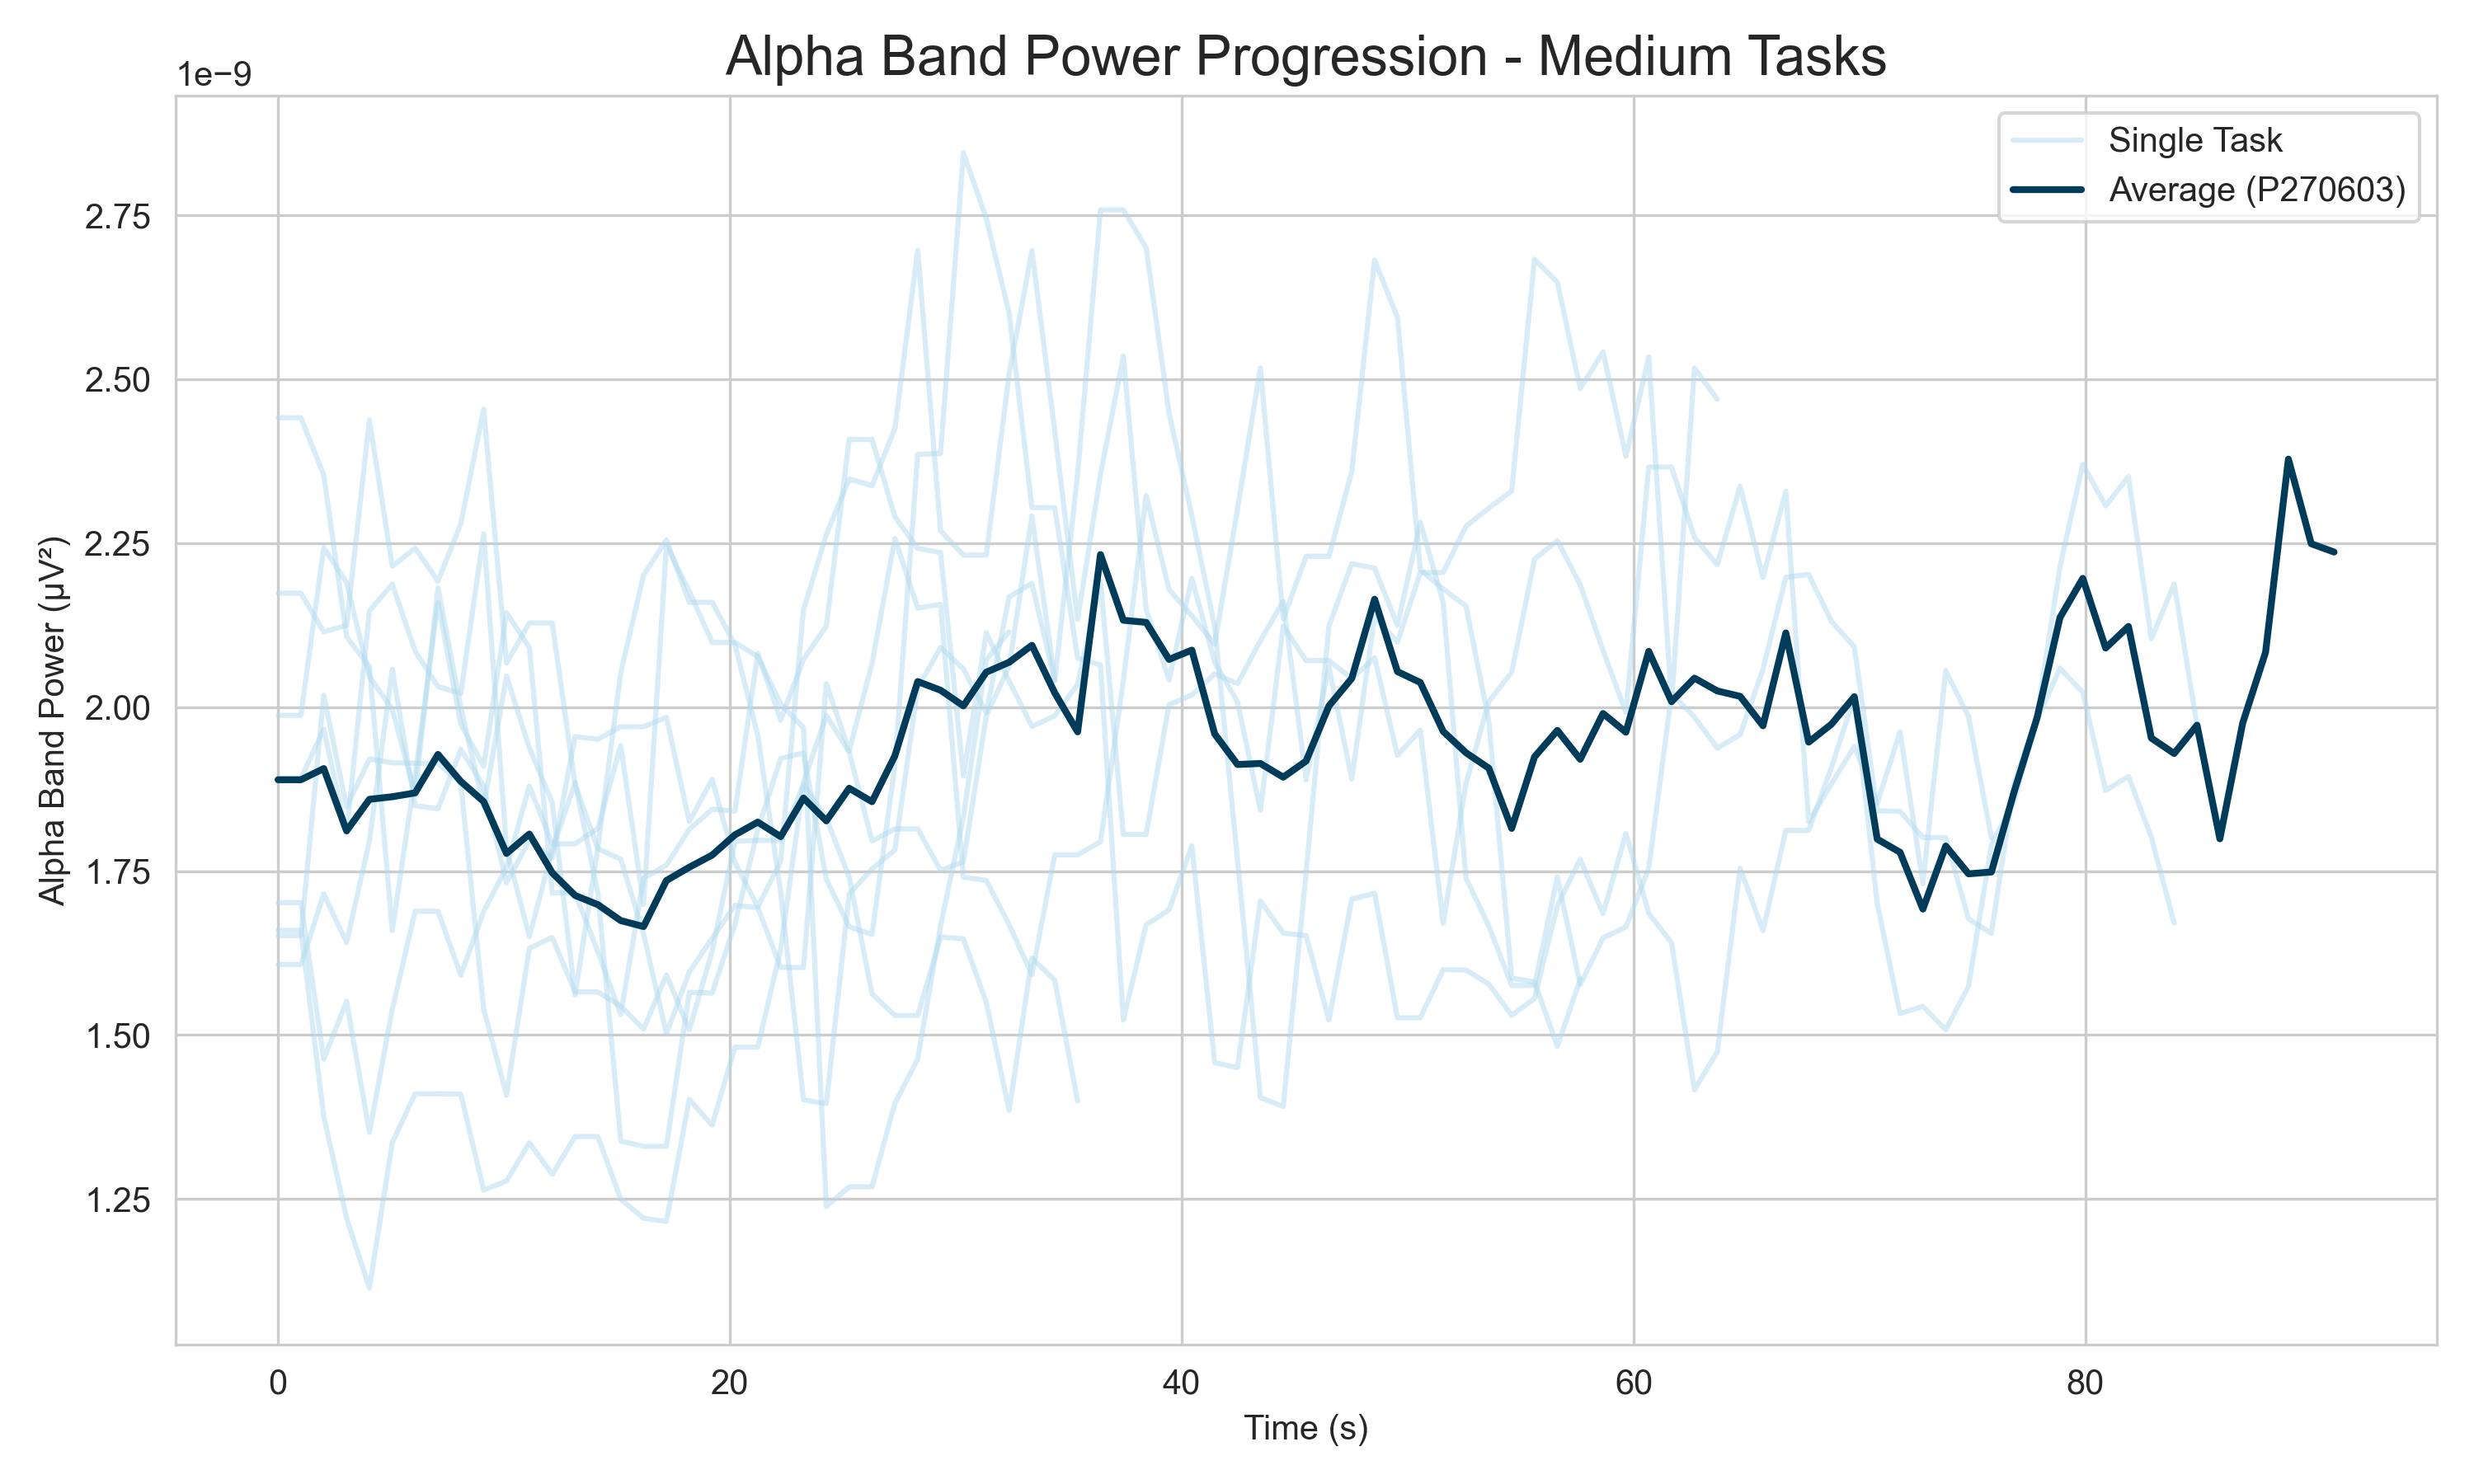 Alpha Band Power Progression - Medium Tasks
1e−9
Single Task
Average (P270603)
2.75
2.50
2.25
2.00
1.75
1.50
1.25
Alpha Band Power (µV²)
0 20 40 60 80
Time (s)